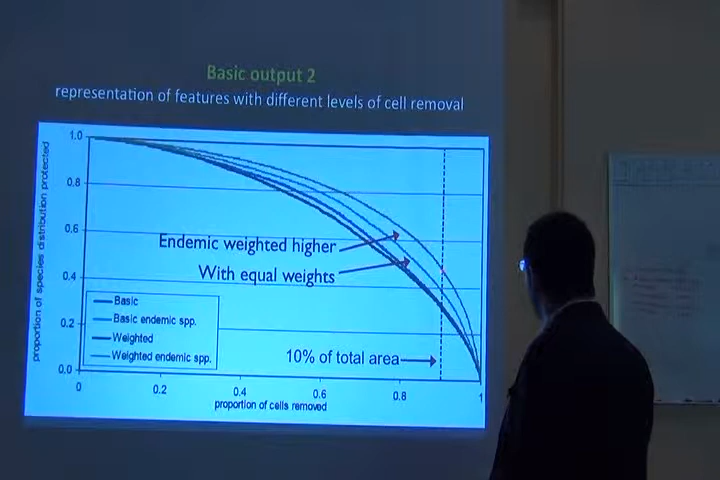 Basic output 2
representation of features with different levels of cell removal
proportion of species distribution protected
1.0
0.8
0.6
0.4
0.2
0.0
Endemic weighted higher
With equal weights
Basic
Basic endemic spp.
Weighted
Weighted endemic spp.
10% of total area
0
0.2
0.4
0.6
0.8
1
proportion of cells removed